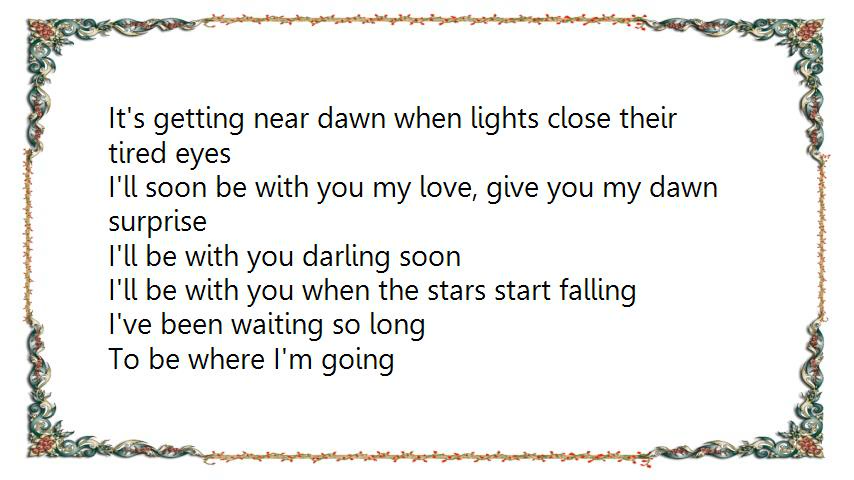 It's getting near dawn when lights close their
tired eyes
I'll soon be with you my love, give you my dawn
surprise
I'll be with you darling soon
I'll be with you when the stars start falling
I've been waiting so long
To be where I'm going